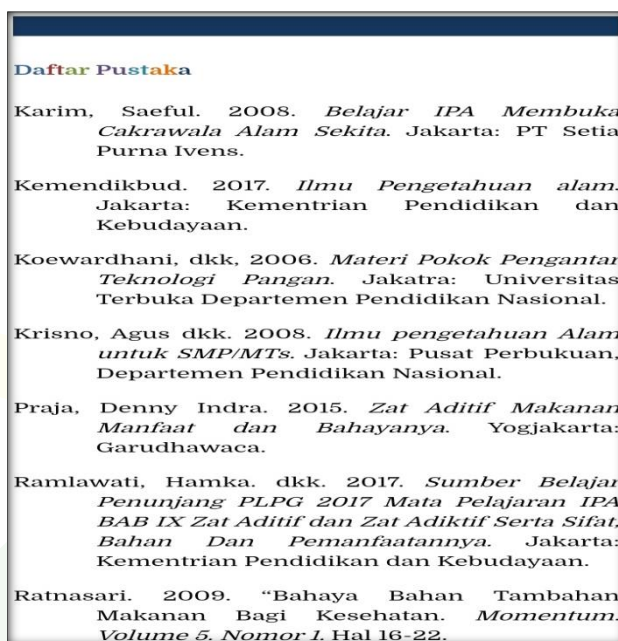 Daftar Pustaka
Karim, Saeful. 2008. Belajar IPA Membuka
Cakrawala Alam Sekita. Jakarta: PT Setia
Purna Ivens.
Kemendikbud. 2017. Ilmu Pengetahuan alam.
Jakarta: Kementrian Pendidikan dan
Kebudayaan.
Koewardhani, dkk, 2006. Materi Pokok Pengantar
Teknologi Pangan. Jakatra: Universitas
Terbuka Departemen Pendidikan Nasional.
Krisno, Agus dkk. 2008. Ilmu pengetahuan Alam
untuk SMP/MTs. Jakarta: Pusat Perbukuan,
Departemen Pendidikan Nasional.
Praja, Denny Indra. 2015. Zat Aditif Makanan
Manfaat dan Bahayanya. Yogjakarta:
Garudhawaca.
Ramlawati, Hamka. dkk. 2017. Sumber Belajar
Penunjang PLPG 2017 Mata Pelajaran IPA
BAB IX Zat Aditif dan Zat Adiktif Serta Sifat,
Bahan Dan Pemanfaatannya. Jakarta:
Kementrian Pendidikan dan Kebudayaan.
Ratnasari. 2009. “Bahaya Bahan Tambahan
Makanan Bagi Kesehatan. Momentum.
Volume 5. Nomor 1. Hal 16-22.